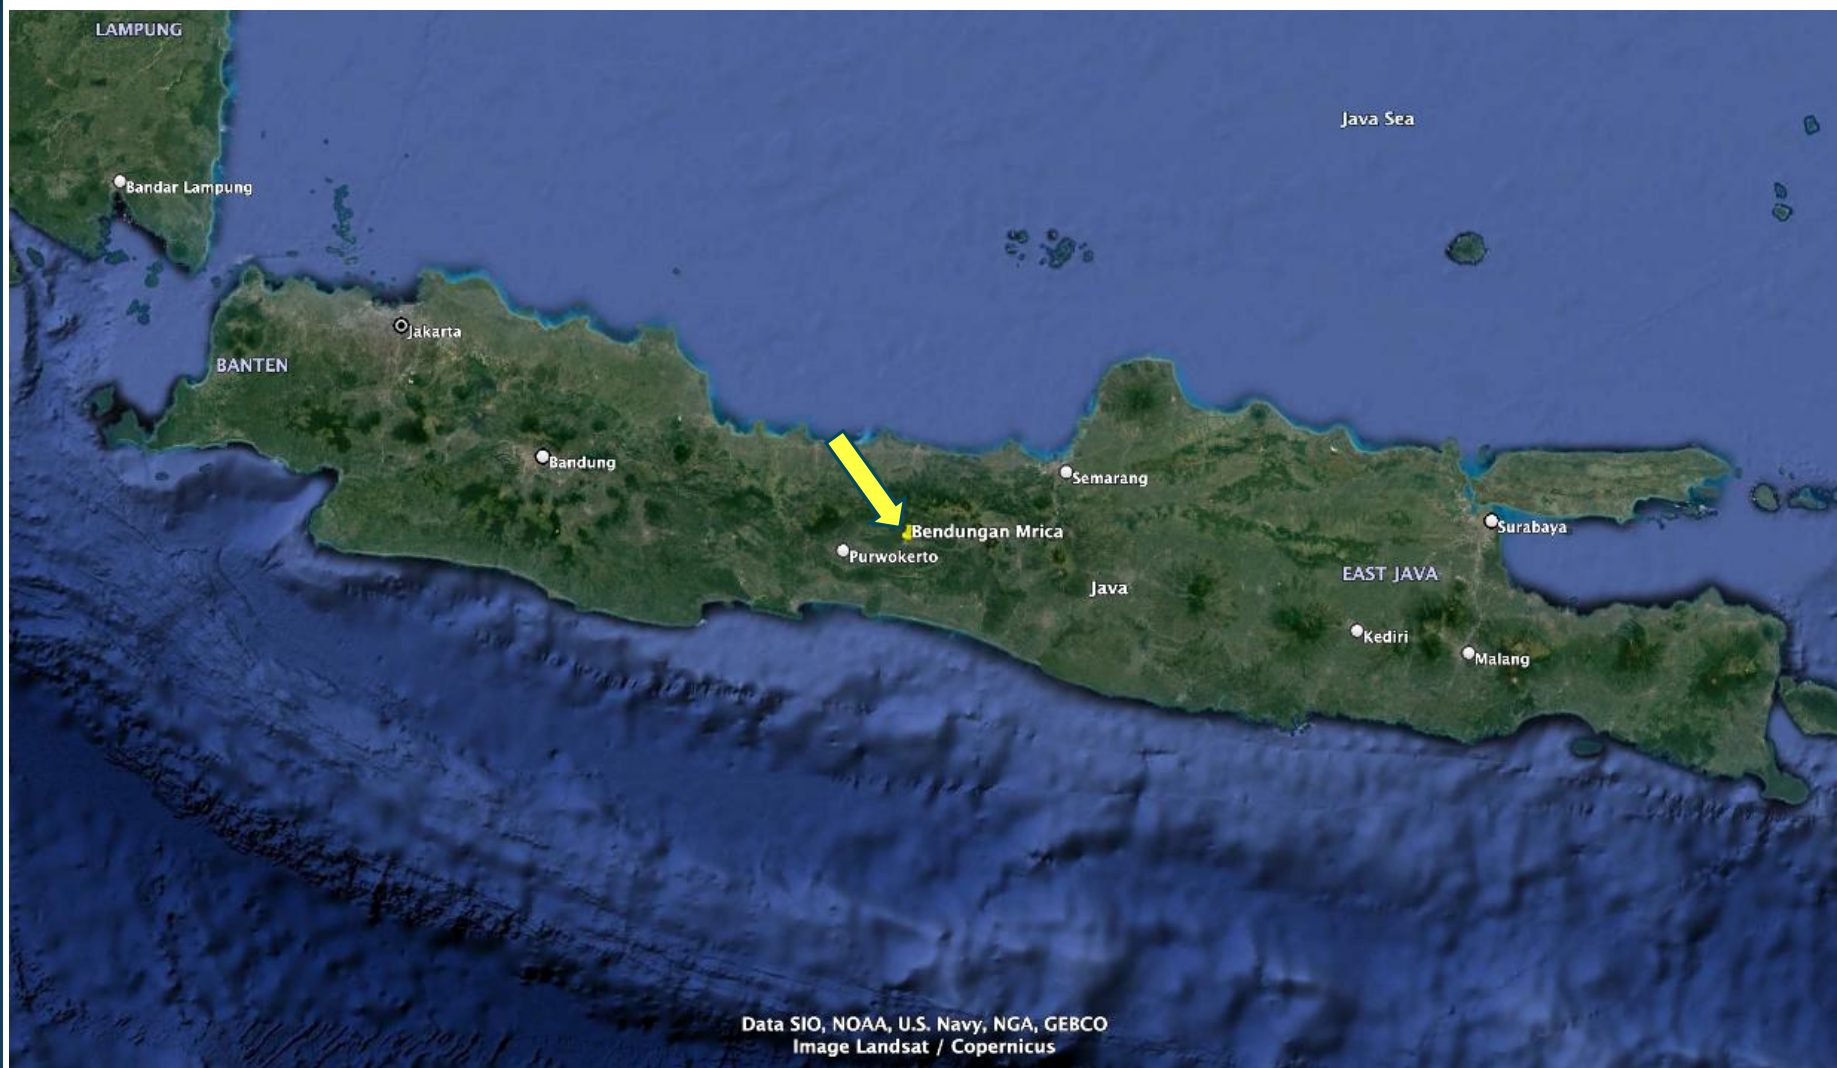 LAMPUNG
Java Sea
Bandar Lampung
Jakarta
BANTEN
Bandung
Semarang
Surabaya
Bendungan Mrica
Purwokerto
EAST JAVA
Java
Kediri
Malang
Data SIO, NOAA, U.S. Navy, NGA, GEBCO
Image Landsat / Copernicus